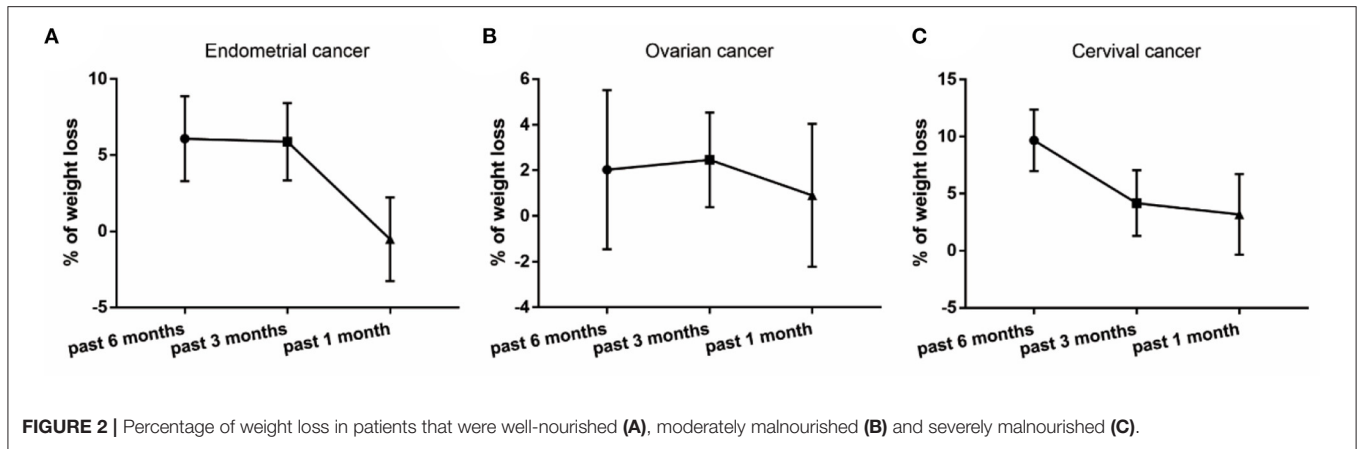 A
Endometrial cancer
% of weight loss
10
5
0
-5
past 6 months
past 3 months
past 1 month
B
Ovarian cancer
% of weight loss
6
4
2
0
-2
-4
past 6 months
past 3 months
past 1 month
C
Cervival cancer
% of weight loss
15
10
5
0
-5
past 6 months
past 3 months
past 1 month
FIGURE 2 | Percentage of weight loss in patients that were well-nourished (A), moderately malnourished (B) and severely malnourished (C).